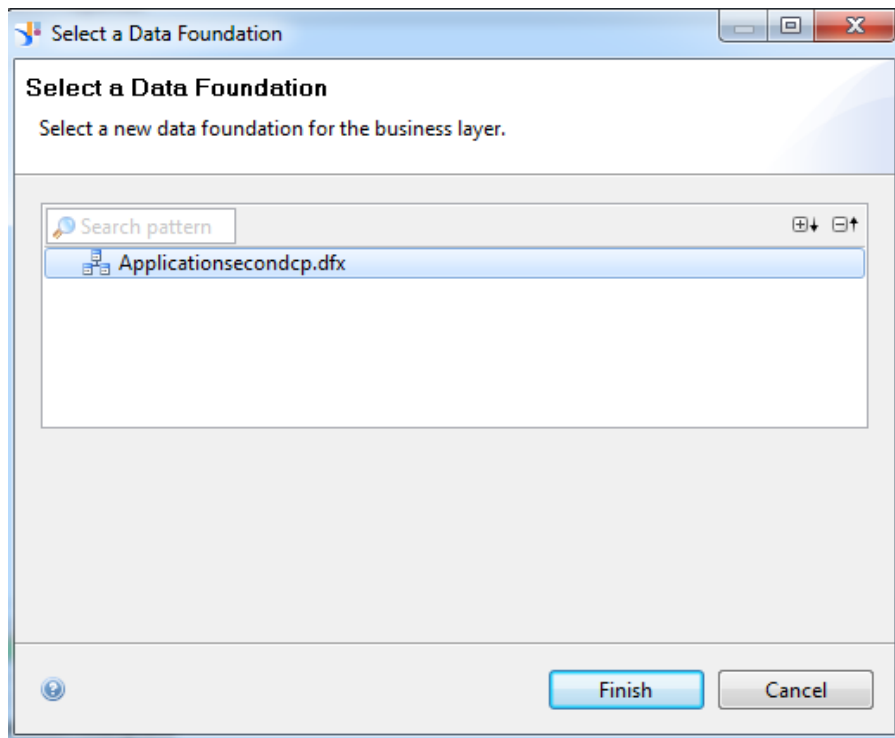 Select a Data Foundation
Select a Data Foundation
Select a new data foundation for the business layer.
Search pattern
Applicationsecondcp.dfx
Finish
Cancel